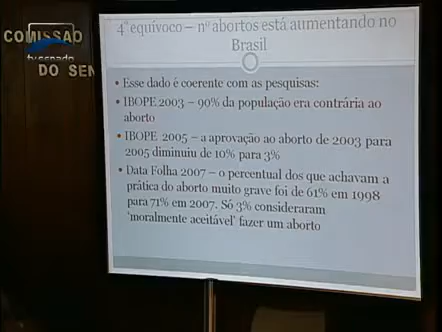 COMISSÃO
tv senado
DO SEN
4º equívoco – nº abortos está aumentando no
Brasil
• Esse dado é coerente com as pesquisas:
• IBOPE 2003 – 90% da população era contrária ao
aborto
• IBOPE 2005 – a aprovação ao aborto de 2003 para
2005 diminuiu de 10% para 3%
• Data Folha 2007 – o percentual dos que achavam a
prática do aborto muito grave foi de 61% em 1998
para 71% em 2007. Só 3% consideraram
'moralmente aceitável' fazer um aborto